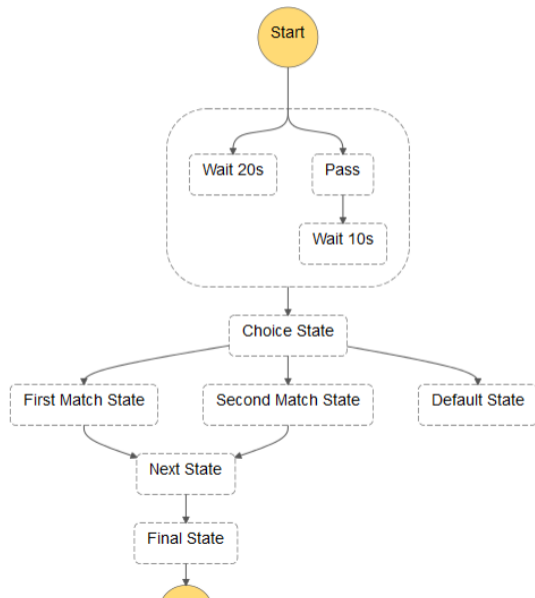 Start
Wait 20s
Pass
Wait 10s
Choice State
First Match State
Second Match State
Default State
Next State
Final State